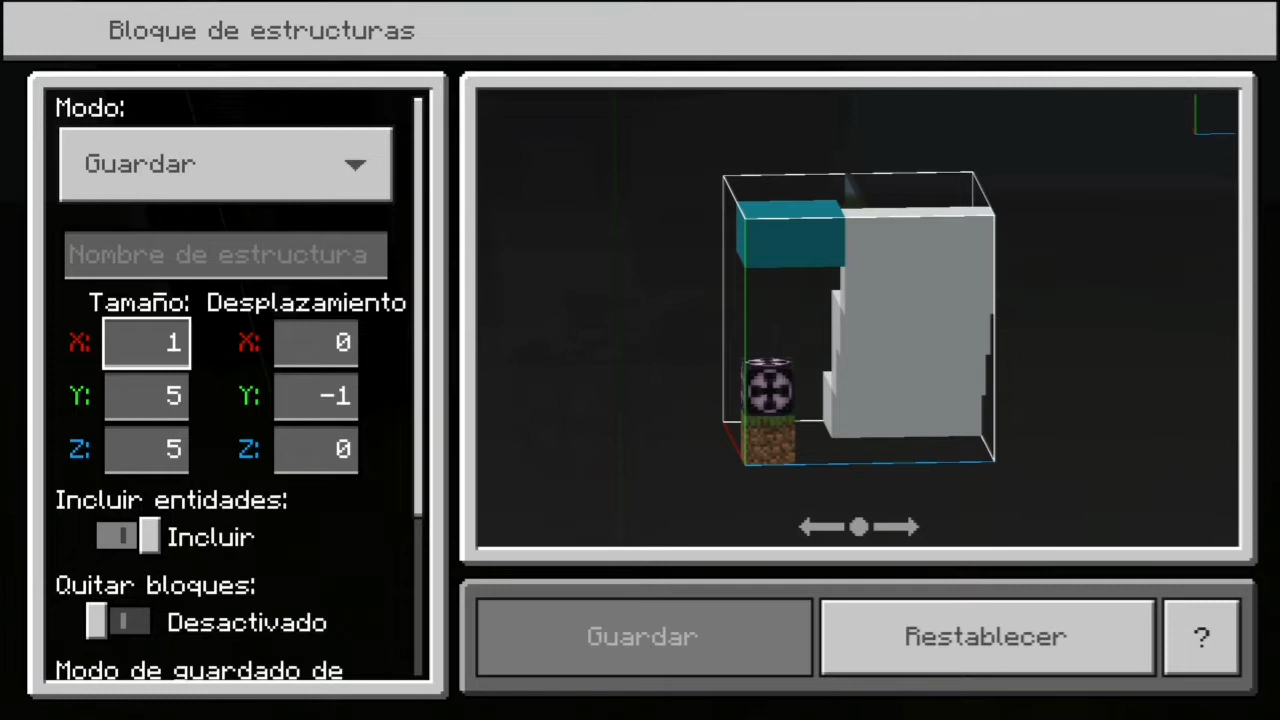 Bloque de estructuras
Modo:
Guardar
Nombre de estructura
Tamaño: Desplazamiento
X: 1 X: 0
Y: 5 Y: -1
Z: 5 Z: 0
Incluir entidades:
Incluir
Quitar bloques:
Desactivado
Modo de guardado de
Guardar
Restablecer
?